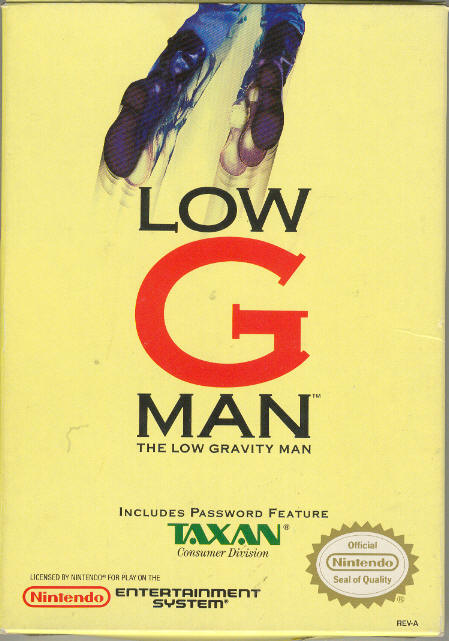 LOW
G
MAN™
THE LOW GRAVITY MAN
INCLUDES PASSWORD FEATURE
TAXAN®
Consumer Division
LICENSED BY NINTENDO® FOR PLAY ON THE
Nintendo
ENTERTAINMENT
SYSTEM®
Official
Nintendo
Seal of Quality
®
REV-A